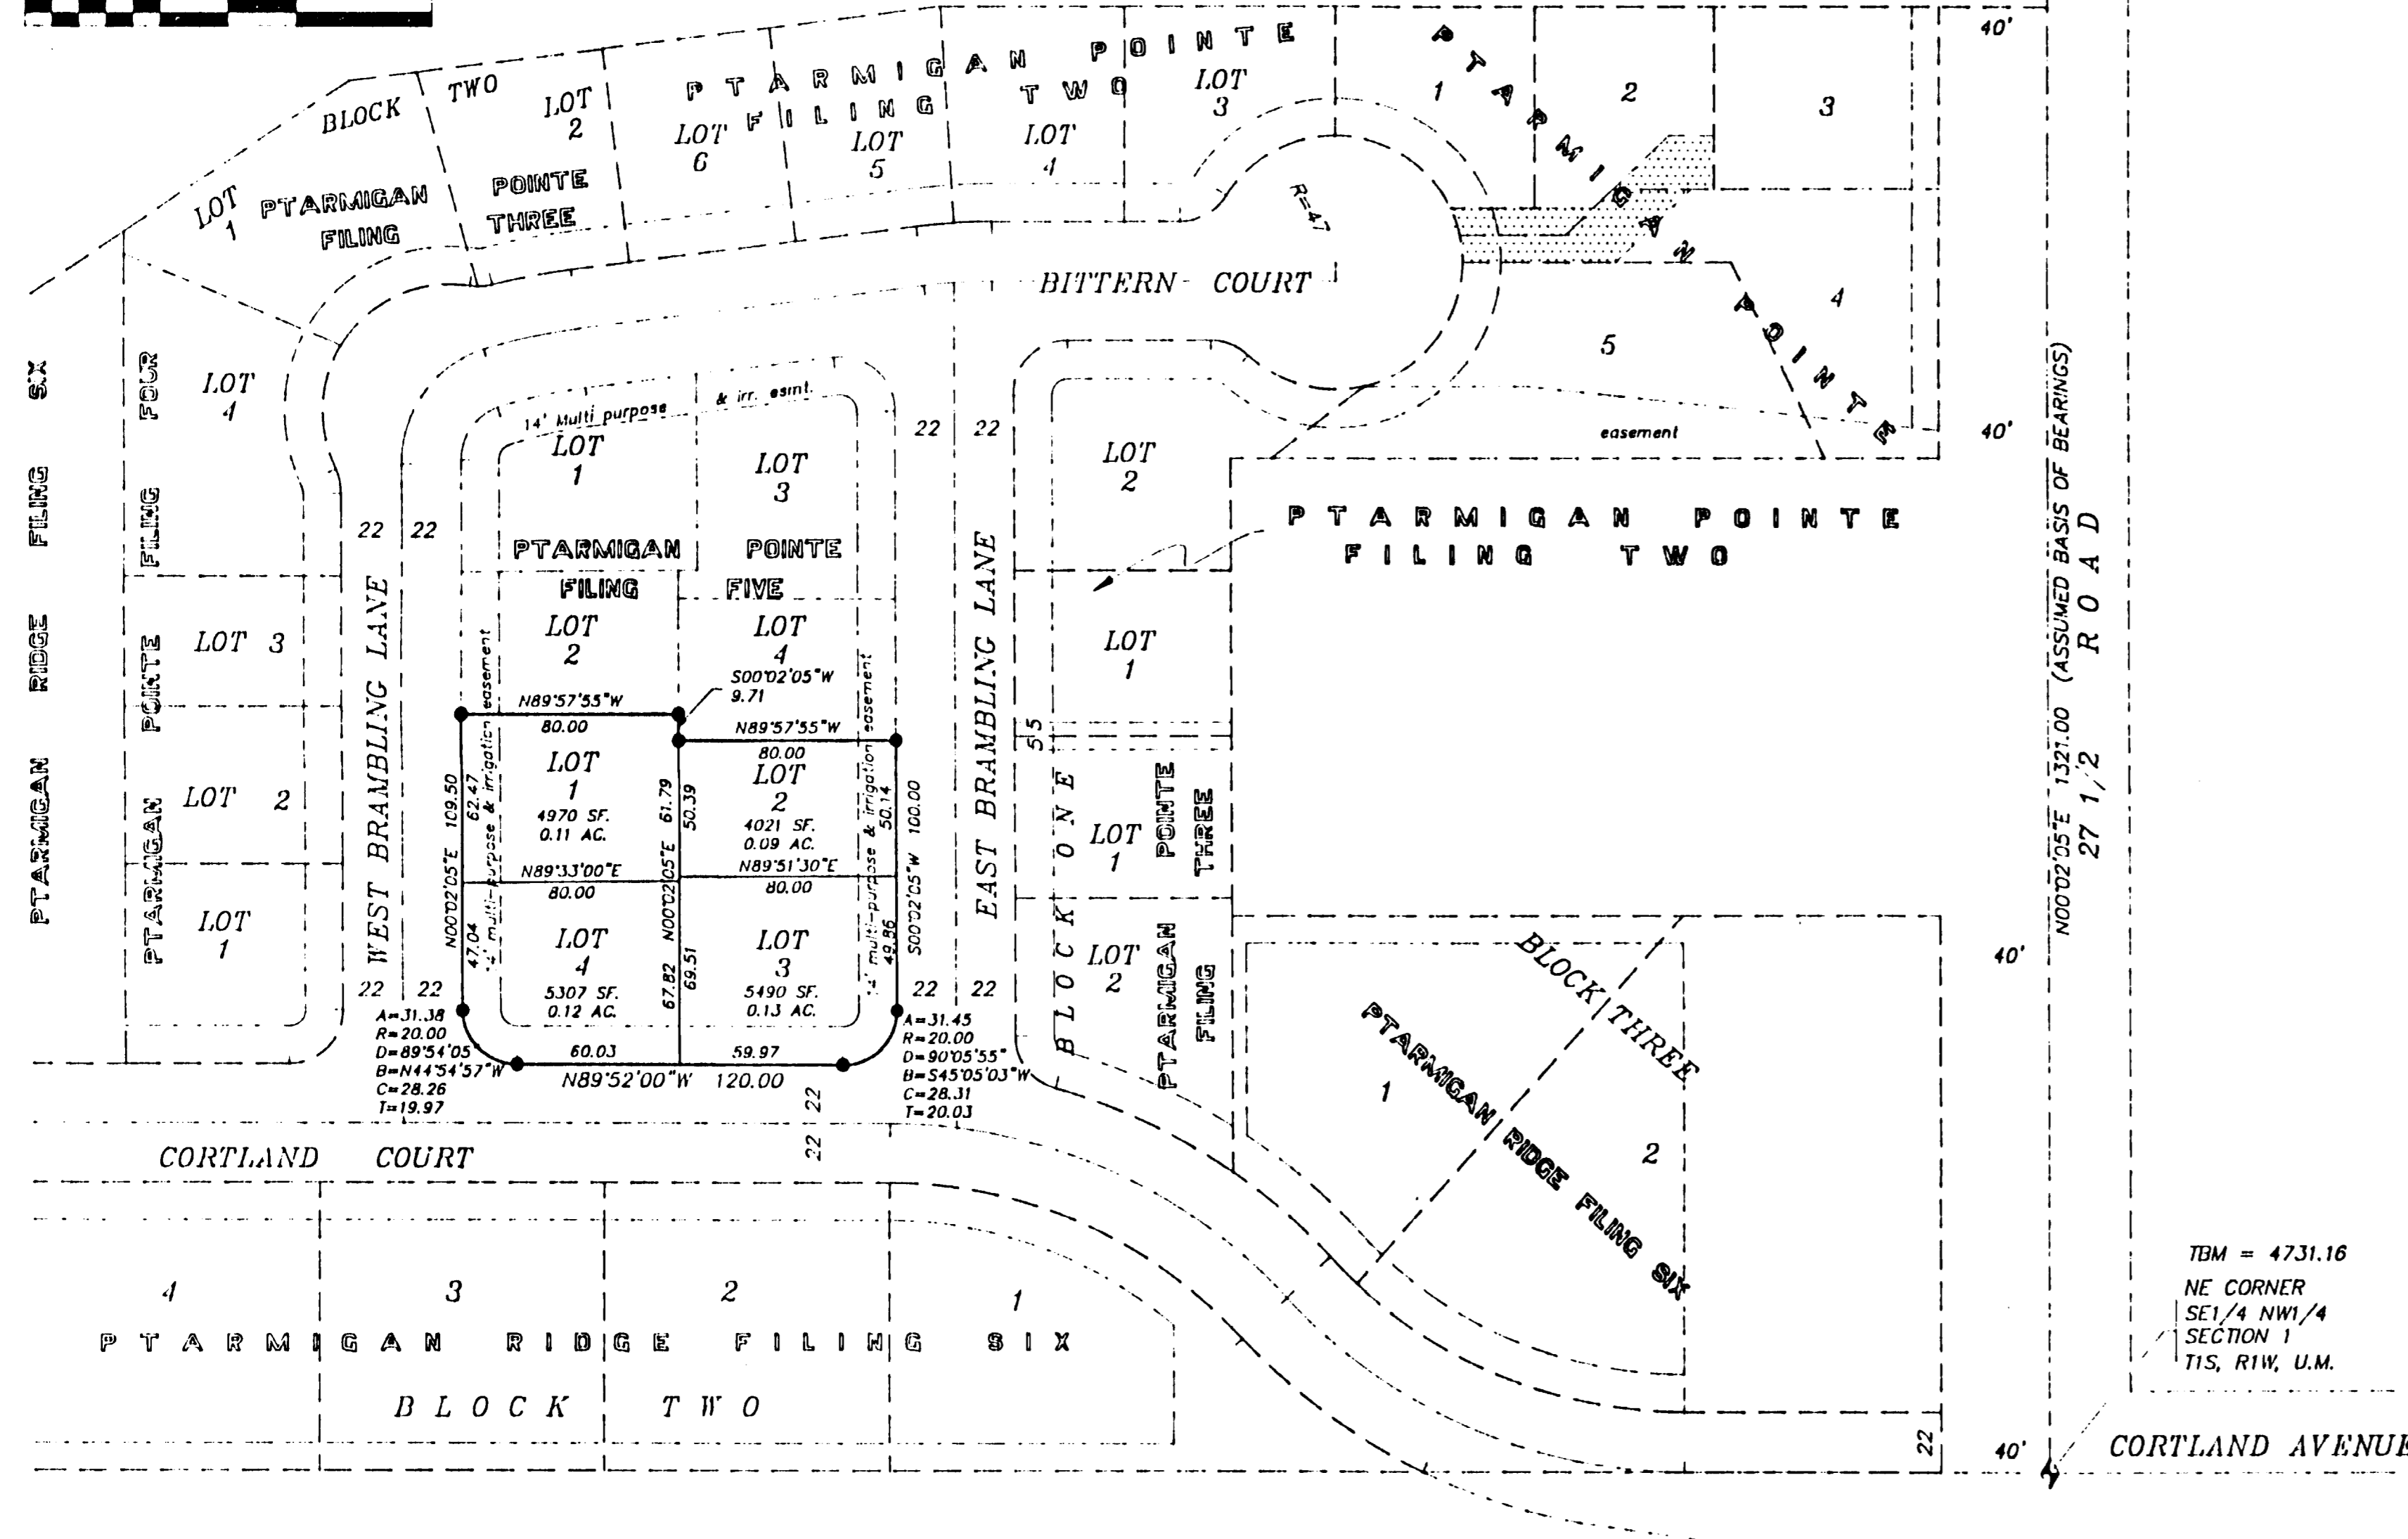 40'
PTARMIGAN POINTE
FILING TWO
BLOCK TWO
LOT
1
LOT
2
LOT
6
LOT
5
LOT
4
LOT
3
PTARMIGAN POINTE
FILING THREE
PTARMIGAN POINTE
1
2
3
4
5
R=47
BITTERN COURT
easement
40'
PTARMIGAN RIDGE FILING SIX
PTARMIGAN POINTE FILING FOUR
LOT
4
LOT 3
LOT 2
LOT
1
22 22
WEST BRAMBLING LANE
22 22
14' Multi purpose & irr. esmt.
LOT
1
LOT
3
PTARMIGAN POINTE
FILING FIVE
LOT
2
LOT
4
S00°02'05"W
9.71
N89°57'55"W
80.00
N89°57'55"W
80.00
LOT
1
4970 SF.
0.11 AC.
LOT
2
4021 SF.
0.09 AC.
N00°02'05"E 109.50
62.47
47.04
14' multi-purpose & irrigation easement
N00°02'05"E 61.79
50.39
67.82
69.51
14' multi-purpose & irrigation easement
50.14
49.86
S00°02'05"W 100.00
N89°33'00"E
80.00
N89°51'30"E
80.00
LOT
4
5307 SF.
0.12 AC.
LOT
3
5490 SF.
0.13 AC.
A=31.38
R=20.00
D=89°54'05"
B=N44°54'57"W
C=28.26
T=19.97
60.03
59.97
N89°52'00"W 120.00
A=31.45
R=20.00
D=90°05'55"
B=S45°05'03"W
C=28.31
T=20.03
22 22
EAST BRAMBLING LANE
22 22
22 22
LOT
2
LOT
1
5 5
BLOCK ONE
LOT
1
LOT
2
PTARMIGAN POINTE
FILING THREE
PTARMIGAN POINTE
FILING TWO
N00°02'05"E 1321.00 (ASSUMED BASIS OF BEARINGS)
27 1/2 ROAD
40'
BLOCK THREE
1
2
PTARMIGAN RIDGE FILING SIX
CORTLAND COURT
4
3
2
1
PTARMIGAN RIDGE FILING SIX
BLOCK TWO
TBM = 4731.16
NE CORNER
SE1/4 NW1/4
SECTION 1
T1S, R1W, U.M.
22
40'
CORTLAND AVENUE